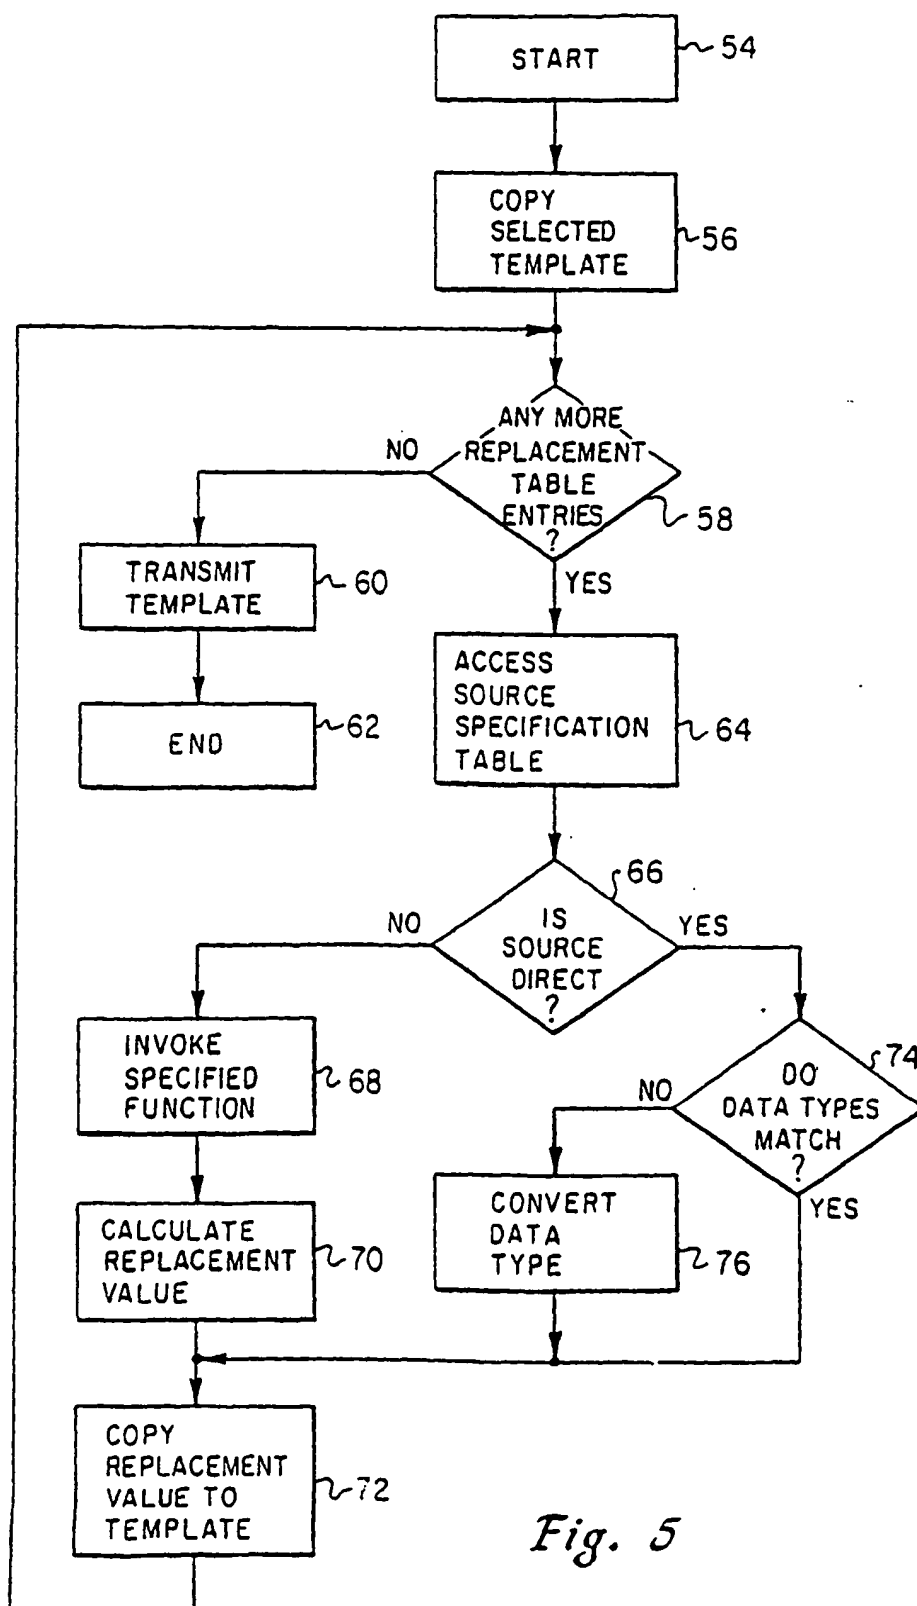 START
54
COPY
SELECTED
TEMPLATE
56
ANY MORE
REPLACEMENT
TABLE
ENTRIES
?
58
NO
YES
TRANSMIT
TEMPLATE
60
END
62
ACCESS
SOURCE
SPECIFICATION
TABLE
64
IS
SOURCE
DIRECT
?
66
NO
YES
INVOKE
SPECIFIED
FUNCTION
68
DO
DATA TYPES
MATCH
?
74
NO
YES
CALCULATE
REPLACEMENT
VALUE
70
CONVERT
DATA
TYPE
76
COPY
REPLACEMENT
VALUE TO
TEMPLATE
72
Fig. 5